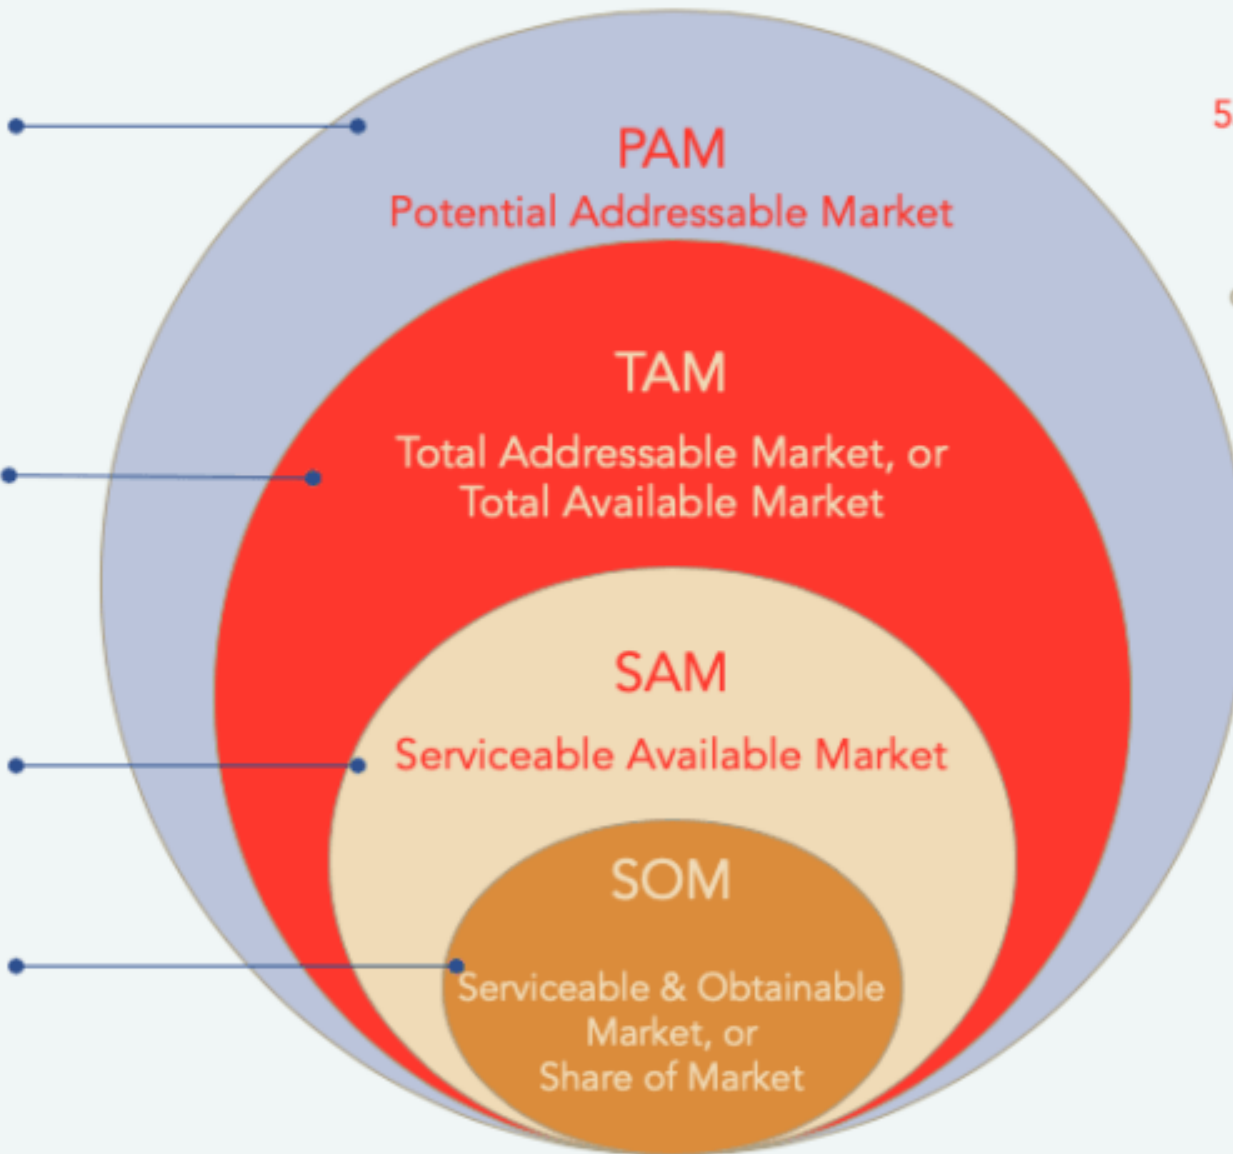 PAM
5
Potential Addressable Market
TAM
Total Addressable Market, or
Total Available Market
SAM
Serviceable Available Market
SOM
Serviceable & Obtainable
Market, or
Share of Market